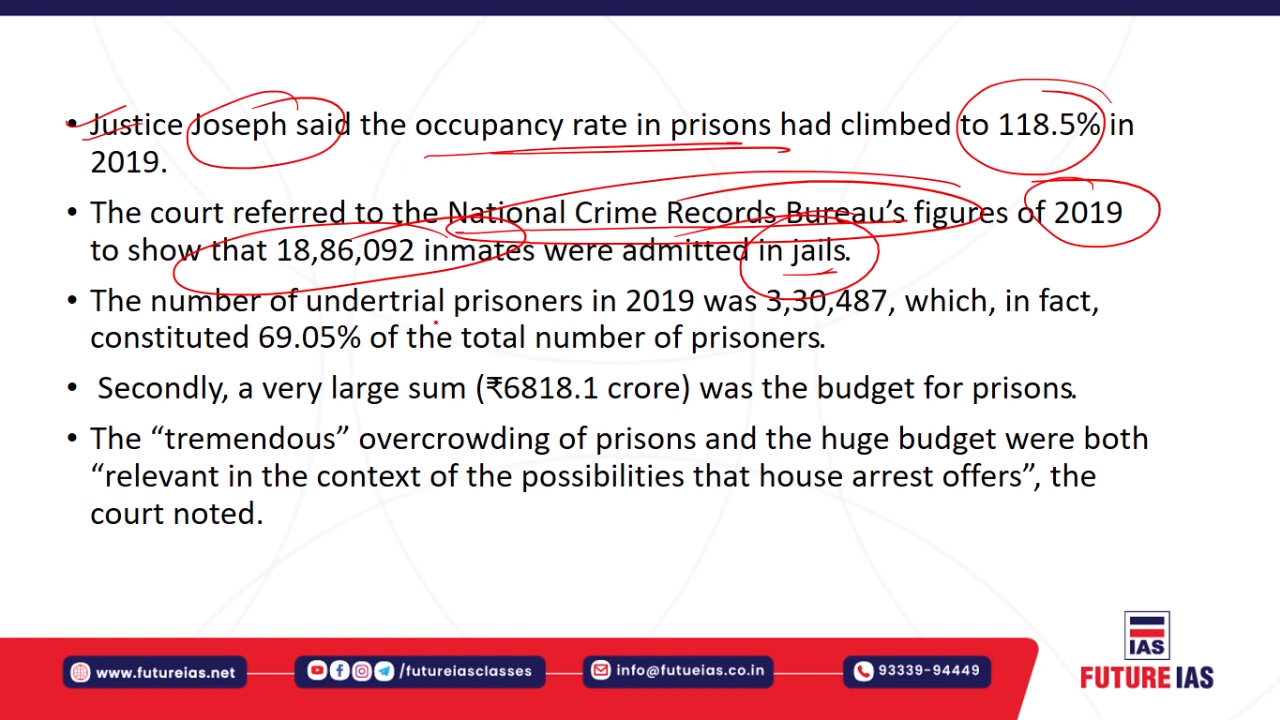 • Justice Joseph said the occupancy rate in prisons had climbed to 118.5% in
2019.
• The court referred to the National Crime Records Bureau’s figures of 2019
to show that 18,86,092 inmates were admitted in jails.
• The number of undertrial prisoners in 2019 was 3,30,487, which, in fact,
constituted 69.05% of the total number of prisoners.
• Secondly, a very large sum (₹6818.1 crore) was the budget for prisons.
• The “tremendous” overcrowding of prisons and the huge budget were both
“relevant in the context of the possibilities that house arrest offers”, the
court noted.
IAS
FUTURE IAS
www.futureias.net
/futureiasclasses
info@futueias.co.in
93339-94449